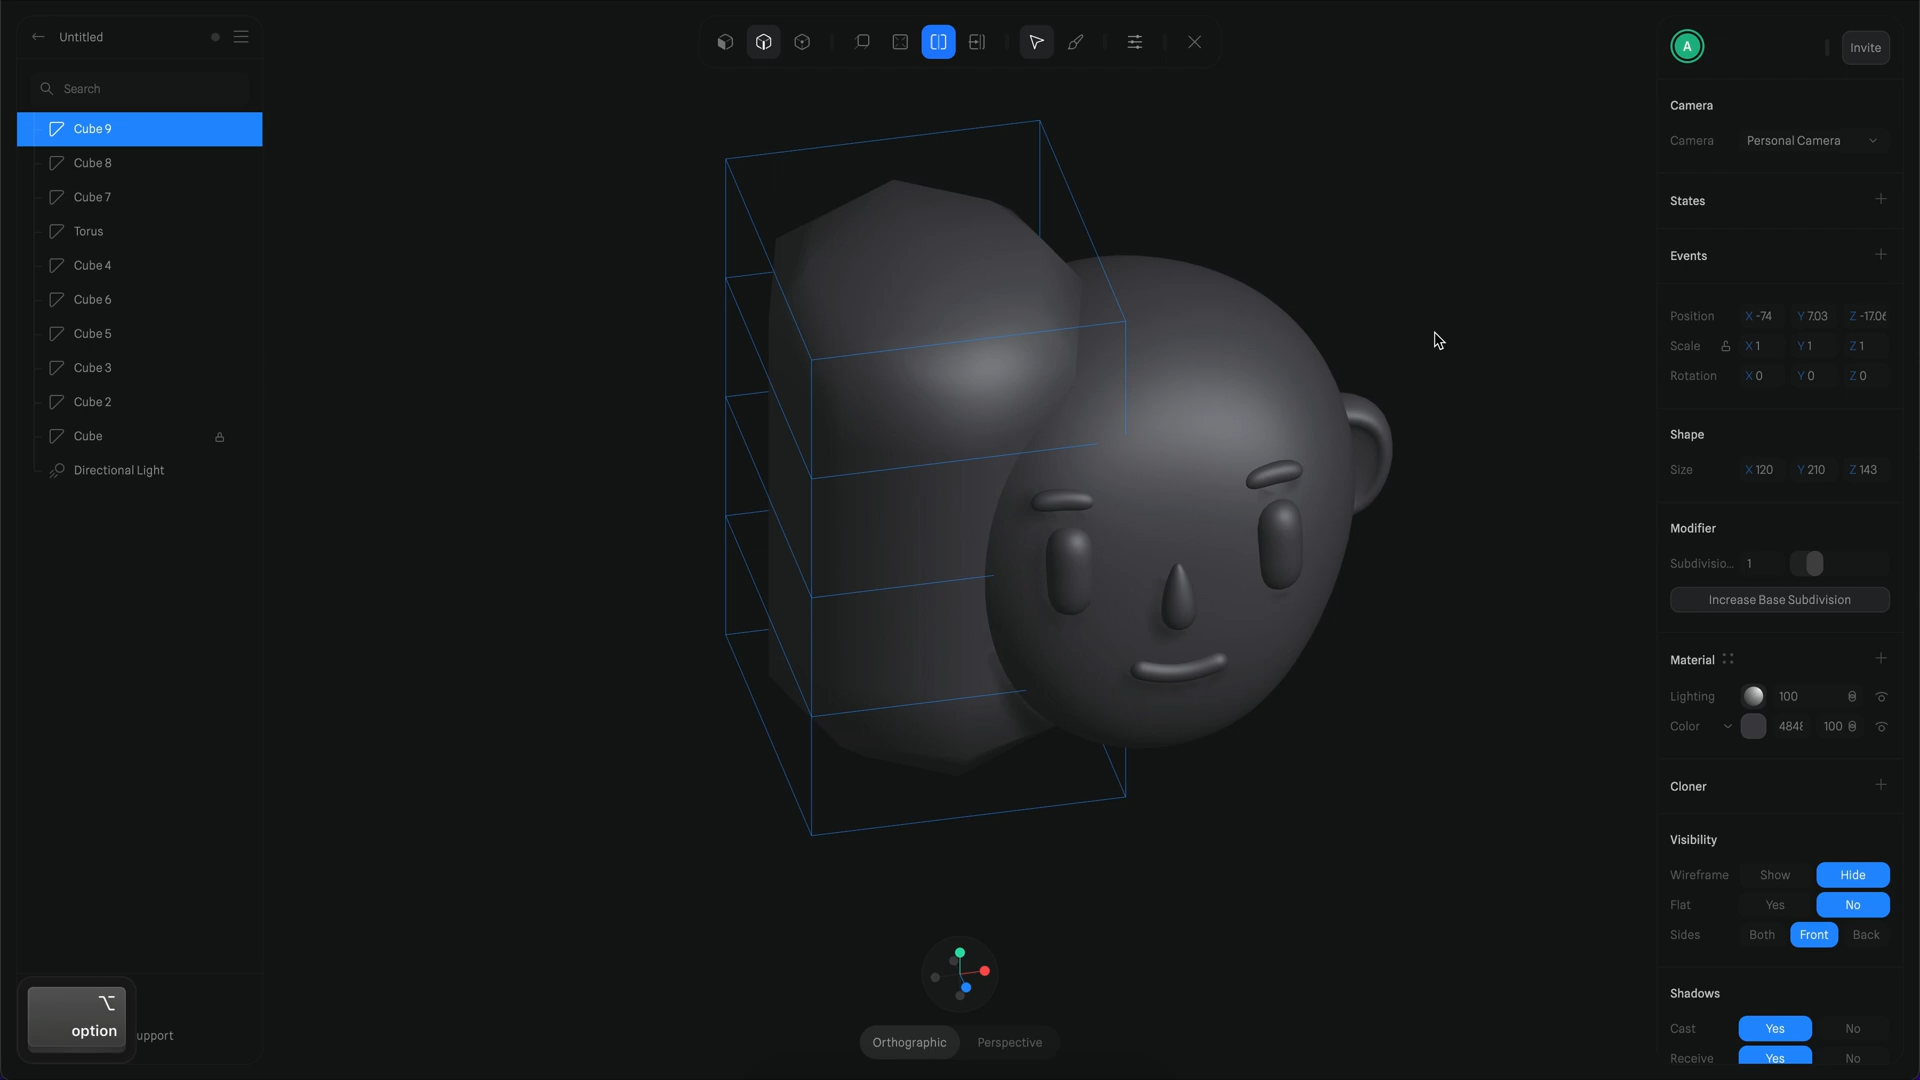 Untitled
Search
Cube 9
Cube 8
Cube 7
Torus
Cube 4
Cube 6
Cube 5
Cube 3
Cube 2
Cube
Directional Light
option
upport
Orthographic
Perspective
A
Invite
Camera
Camera Personal Camera
States
Events
Position X -74 Y 7.03 Z -17.06
Scale X 1 Y 1 Z 1
Rotation X 0 Y 0 Z 0
Shape
Size X 120 Y 210 Z 143
Modifier
Subdivisio... 1
Increase Base Subdivision
Material
Lighting 100
Color 484 100
Cloner
Visibility
Wireframe Show Hide
Flat Yes No
Sides Both Front Back
Shadows
Cast Yes No
Receive Yes No